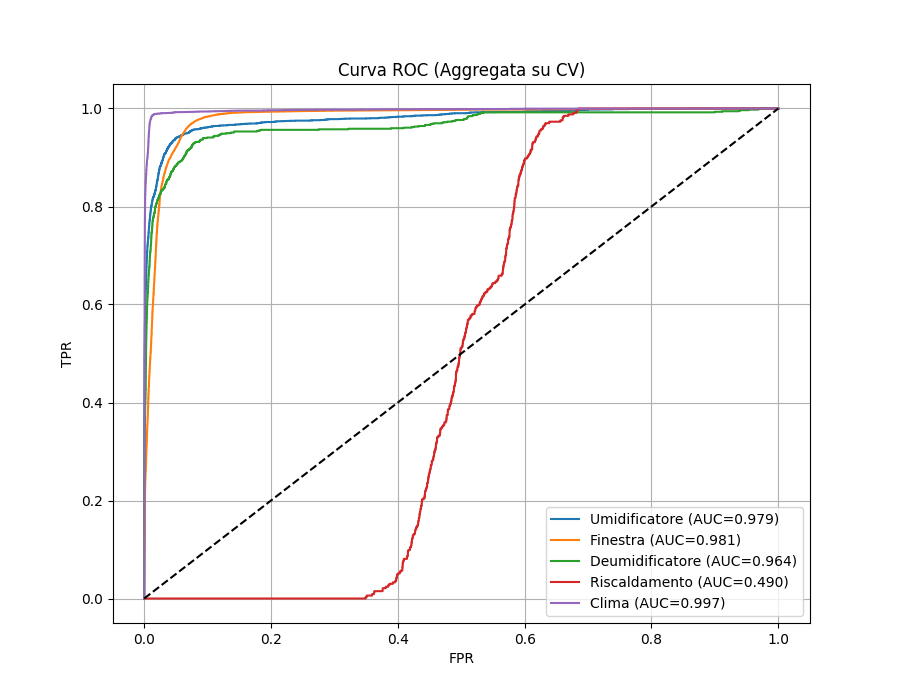 Curva ROC (Aggregata su CV)
TPR
1.0
0.8
0.6
0.4
0.2
0.0
0.0 0.2 0.4 0.6 0.8 1.0
FPR
Umidificatore (AUC=0.979)
Finestra (AUC=0.981)
Deumidificatore (AUC=0.964)
Riscaldamento (AUC=0.490)
Clima (AUC=0.997)